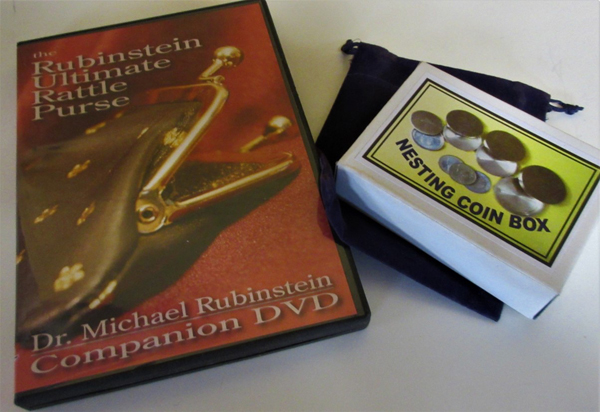 the
Rubinstein
Ultimate
Rattle
Purse
Dr. Michael Rubinstein
Companion DVD
NESTING COIN BOX